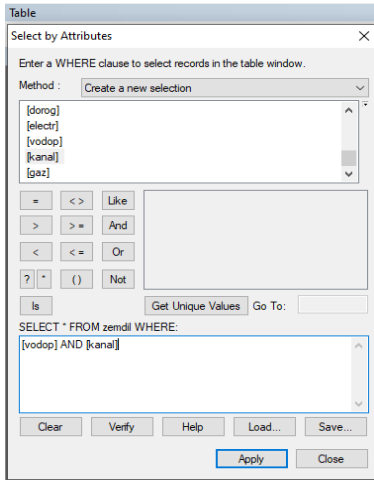 Table
Select by Attributes
Enter a WHERE clause to select records in the table window.
Method : Create a new selection
[dorog]
[electr]
[vodop]
[kanal]
[gaz]
= < > Like
> > = And
< < = Or
? * () Not
Is Get Unique Values Go To:
SELECT * FROM zemdil WHERE:
[vodop] AND [kanal]
Clear Verify Help Load... Save...
Apply Close